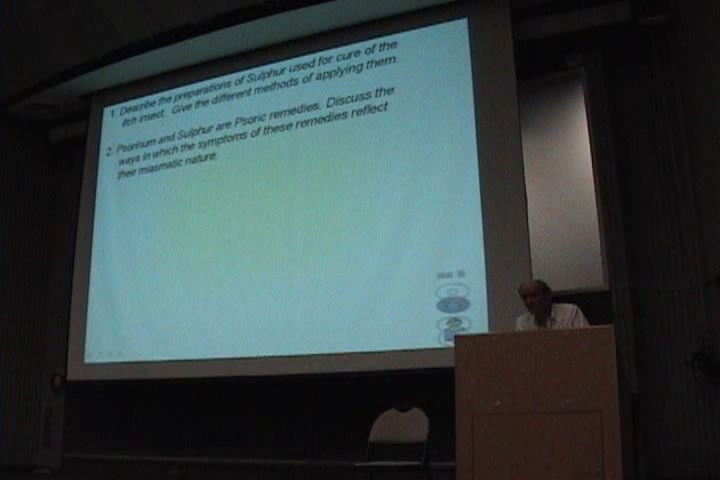 1. Describe the preparations of Sulphur used for cure of the
itch insect. Give the different methods of applying them.
2. Psorinum and Sulphur are Psoric remedies. Discuss the
ways in which the symptoms of these remedies reflect
their miasmatic nature.